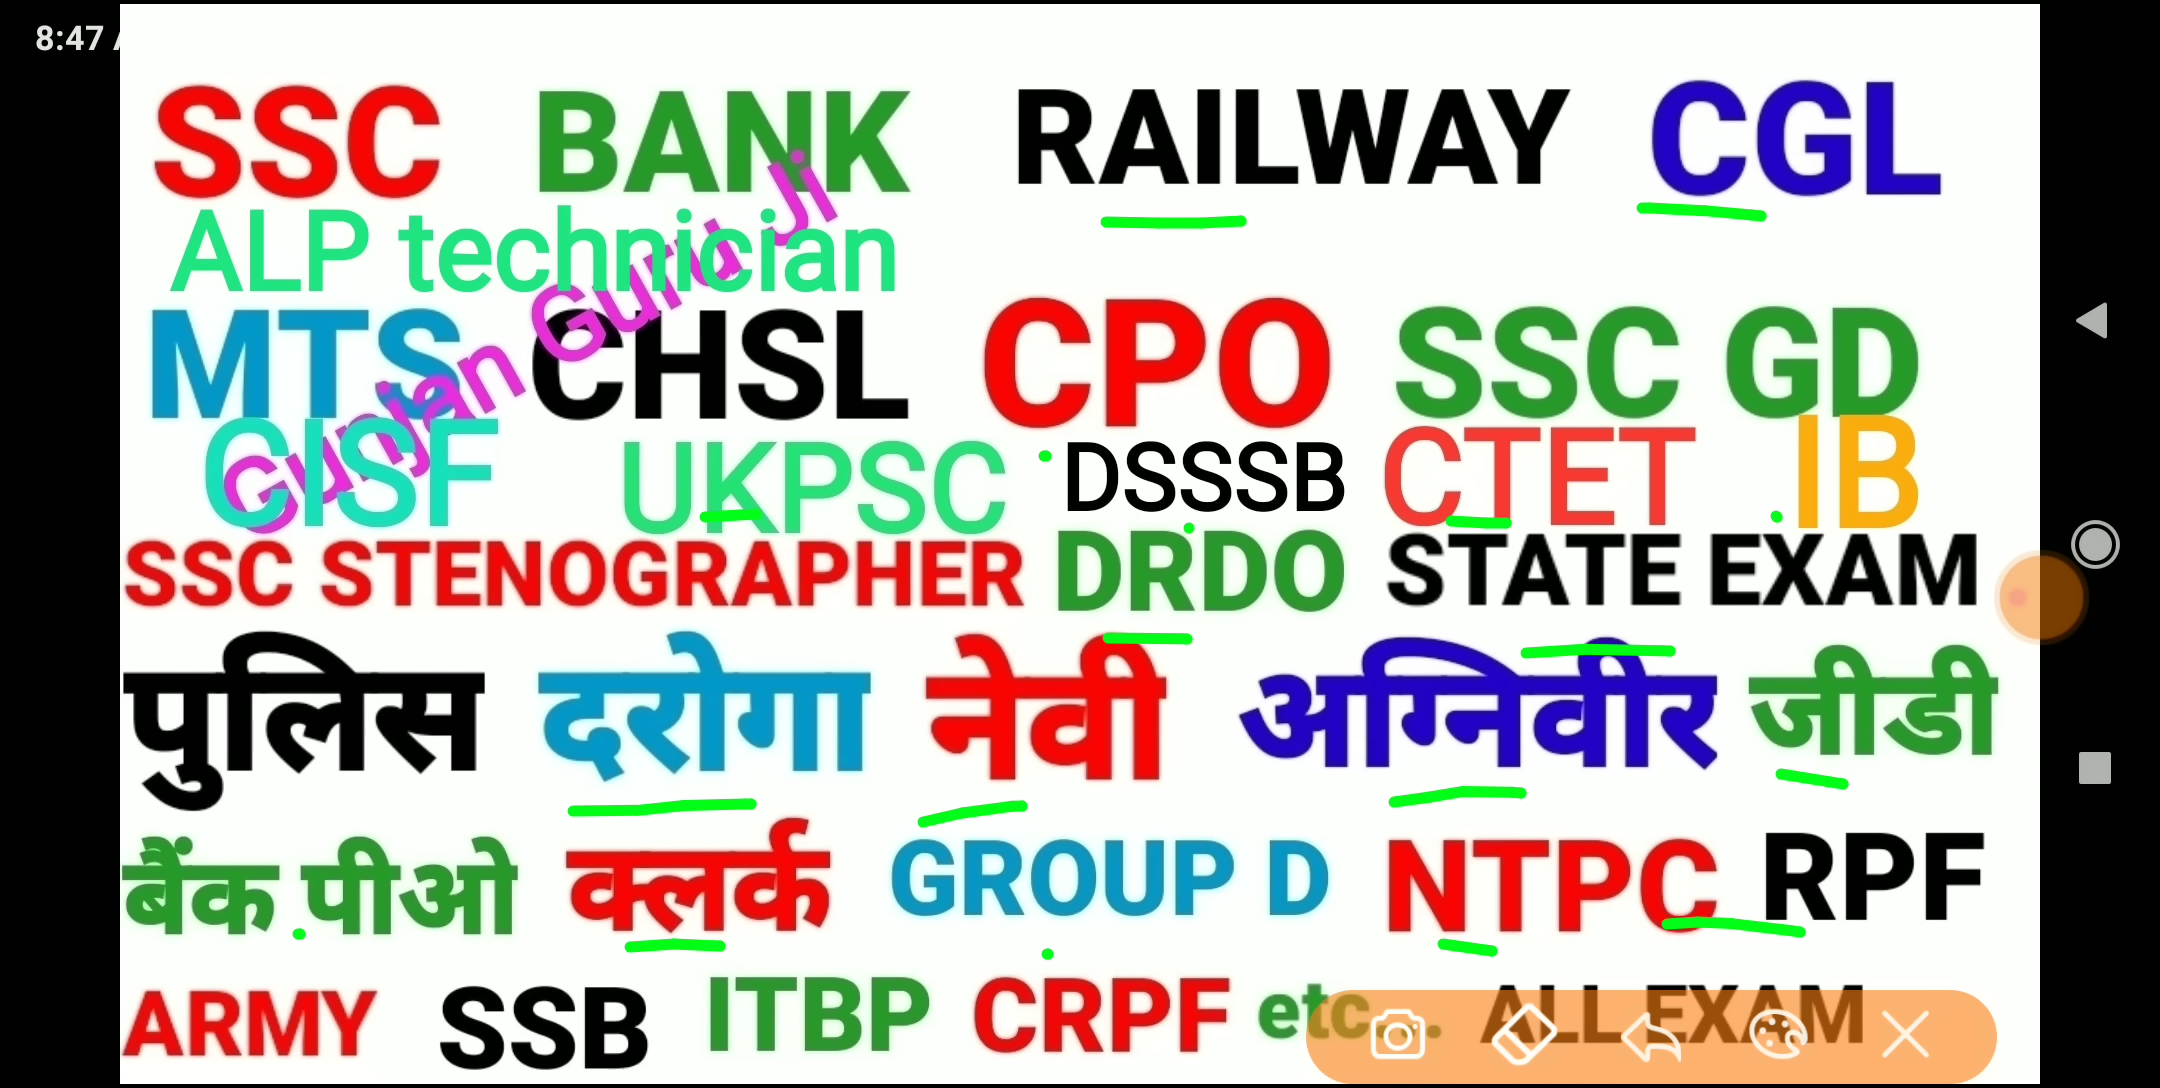 8:47
SSC BANK RAILWAY CGL
ALP technician
Gunjan Guru Ji
MTS CHSL CPO SSC GD
CISF UKPSC DSSSB CTET IB
SSC STENOGRAPHER DRDO STATE EXAM
पुलिस दरोगा नेवी अग्निवीर जीडी
बैंक पीओ क्लर्क GROUP D NTPC RPF
ARMY SSB ITBP CRPF etc... ALL EXAM